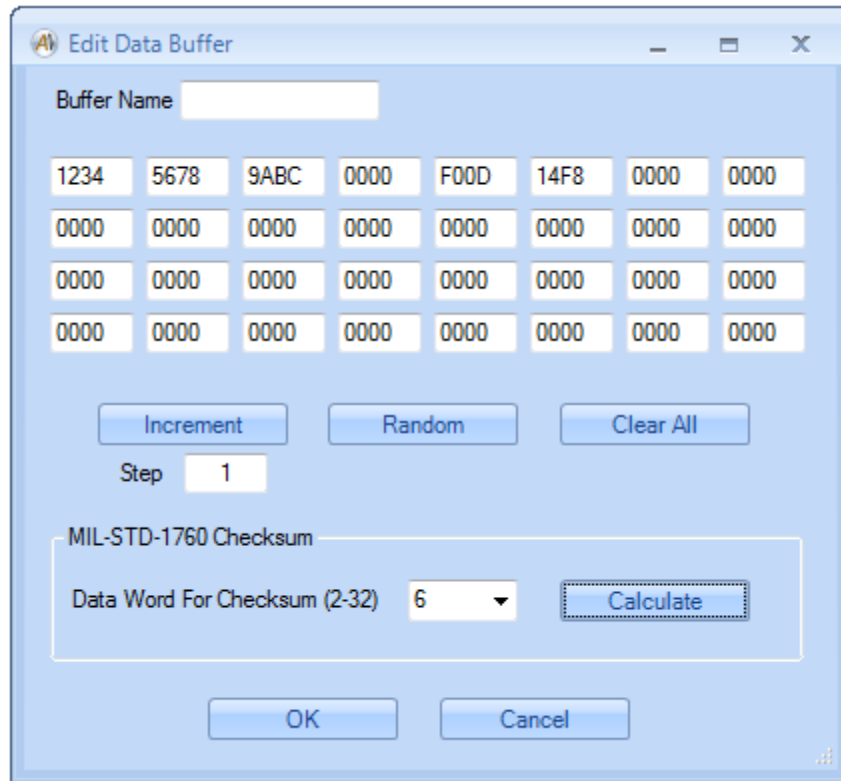 Edit Data Buffer
Buffer Name
1234 5678 9ABC 0000 F00D 14F8 0000 0000
0000 0000 0000 0000 0000 0000 0000 0000
0000 0000 0000 0000 0000 0000 0000 0000
0000 0000 0000 0000 0000 0000 0000 0000
Increment Random Clear All
Step 1
MIL-STD-1760 Checksum
Data Word For Checksum (2-32) 6 Calculate
OK Cancel